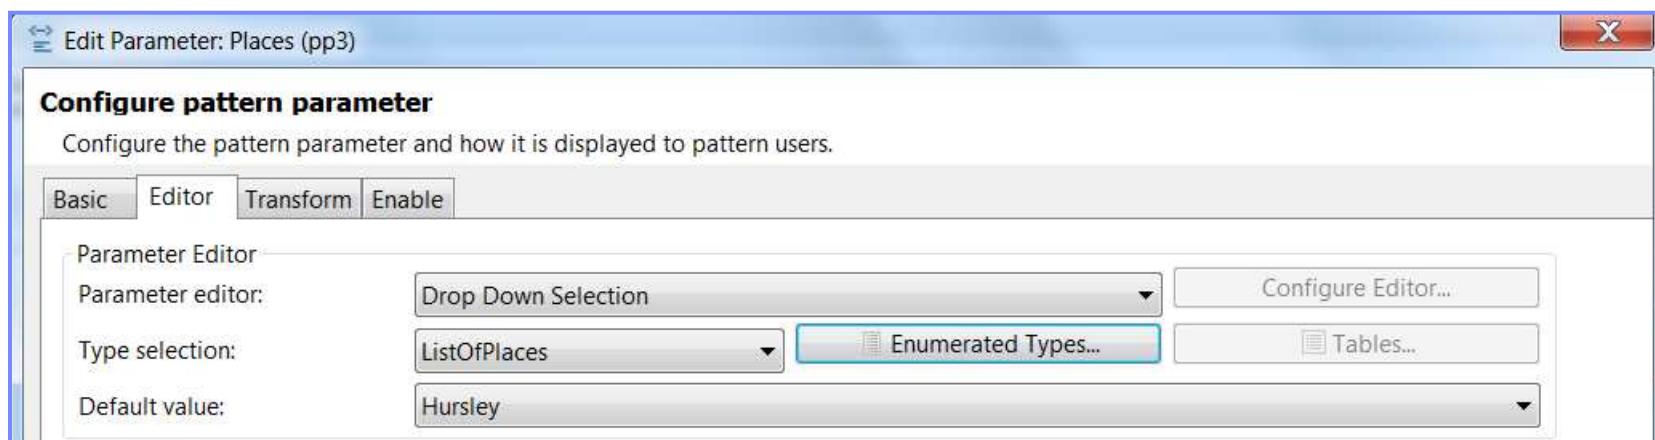 Edit Parameter: Places (pp3)
Configure pattern parameter
Configure the pattern parameter and how it is displayed to pattern users.
Basic Editor Transform Enable
Parameter Editor
Parameter editor: Drop Down Selection Configure Editor...
Type selection: ListOfPlaces Enumerated Types... Tables...
Default value: Hursley